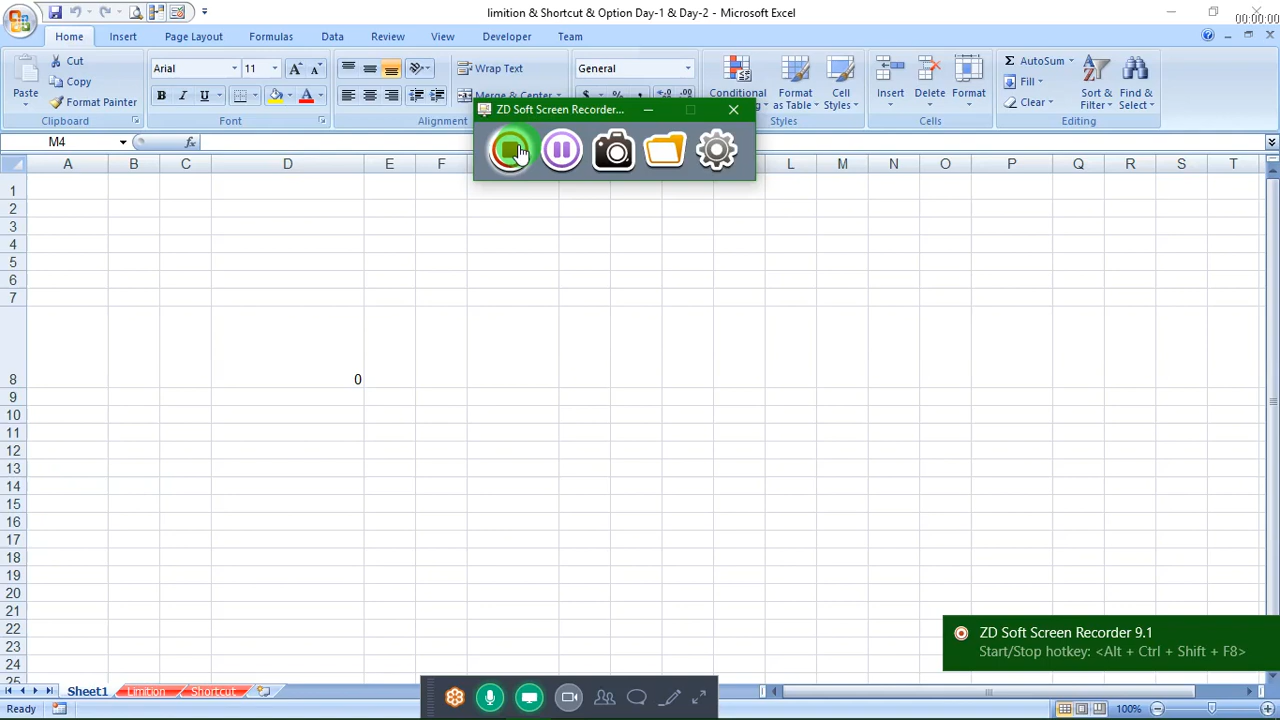 limition & Shortcut & Option Day-1 & Day-2 - Microsoft Excel
00:00:00
Home Insert Page Layout Formulas Data Review View Developer Team
Paste
Cut
Copy
Format Painter
Clipboard
Arial 11
B I U
Font
Wrap Text
Merge & Center
Alignment
General
$ %
Conditional
Format as Table
Cell Styles
Styles
Insert Delete Format
Cells
Σ AutoSum
Fill
Clear
Sort & Filter
Find & Select
Editing
ZD Soft Screen Recorder...
M4
fx
A B C D E F L M N O P Q R S T
1
2
3
4
5
6
7
8 0
9
10
11
12
13
14
15
16
17
18
19
20
21
22
23
24
25
ZD Soft Screen Recorder 9.1
Start/Stop hotkey: <Alt + Ctrl + Shift + F8>
Sheet1 Limition Shortcut
Ready
100%